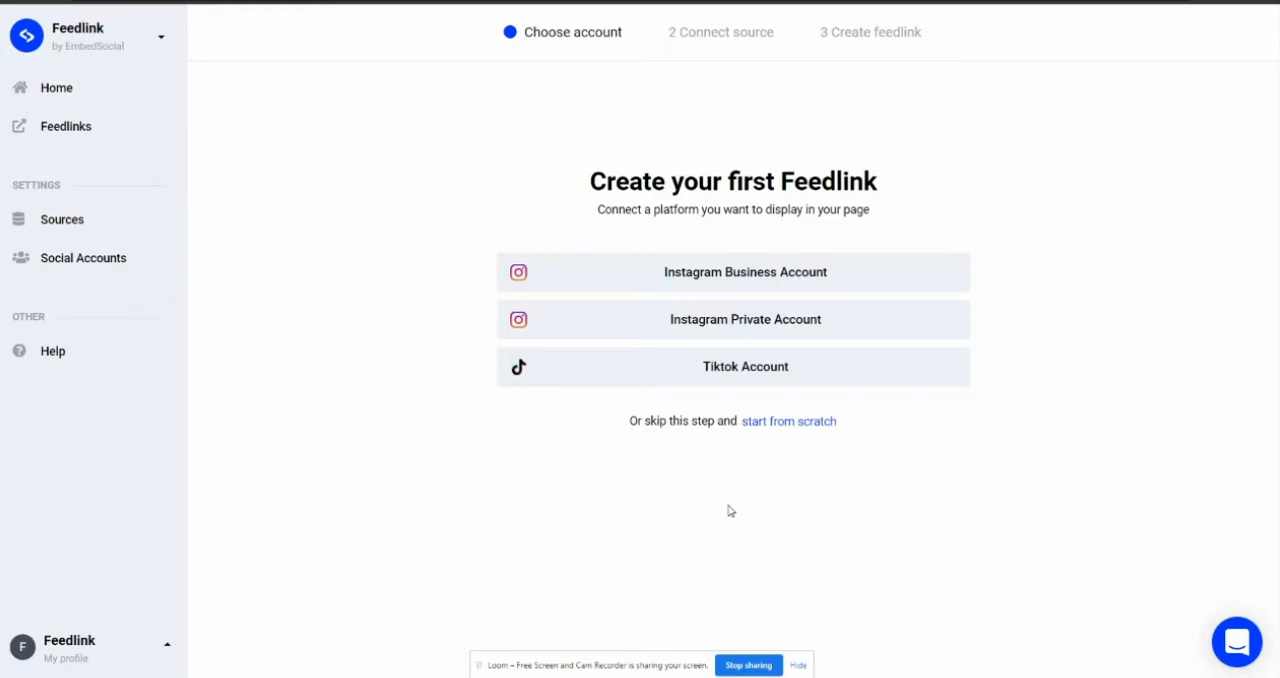 Feedlink
by EmbedSocial
Home
Feedlinks
SETTINGS
Sources
Social Accounts
OTHER
Help
F
Feedlink
My profile
Choose account
2 Connect source
3 Create feedlink
Create your first Feedlink
Connect a platform you want to display in your page
Instagram Business Account
Instagram Private Account
Tiktok Account
Or skip this step and start from scratch
Loom – Free Screen and Cam Recorder is sharing your screen. Stop sharing Hide